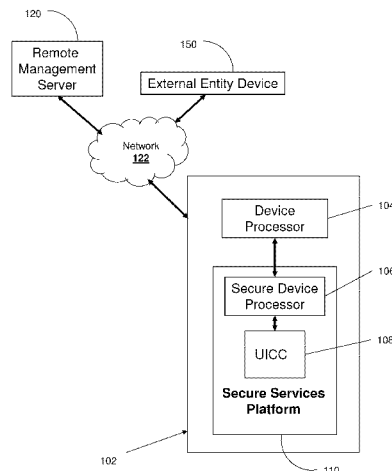 120
150
Remote
Management
Server
External Entity Device
Network
122
Device
Processor
104
Secure Device
Processor
106
UICC
108
Secure Services
Platform
102
110